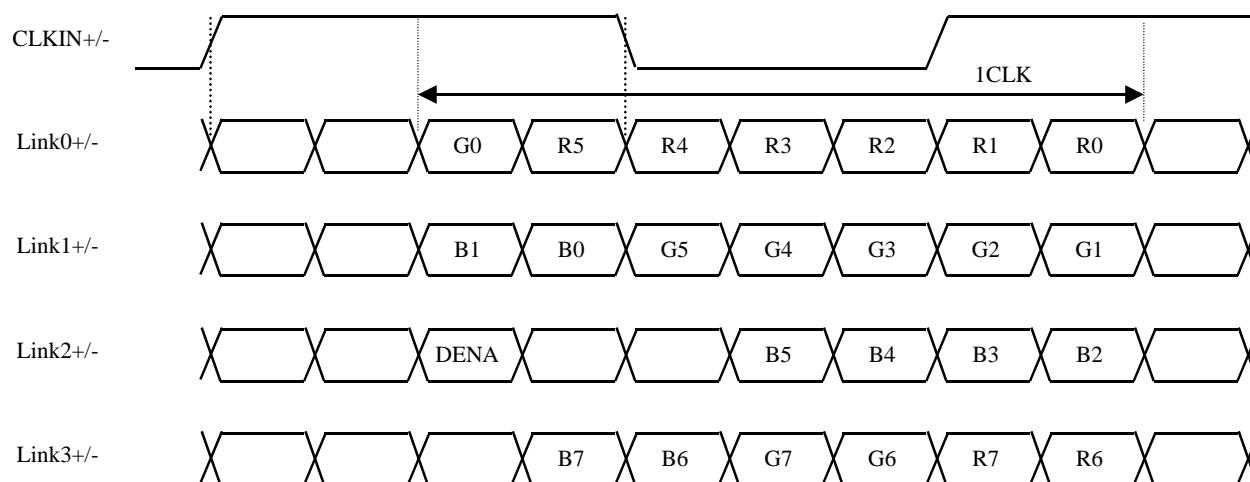 CLKIN+/-
1CLK
Link0+/- G0 R5 R4 R3 R2 R1 R0
Link1+/- B1 B0 G5 G4 G3 G2 G1
Link2+/- DENA B5 B4 B3 B2
Link3+/- B7 B6 G7 G6 R7 R6